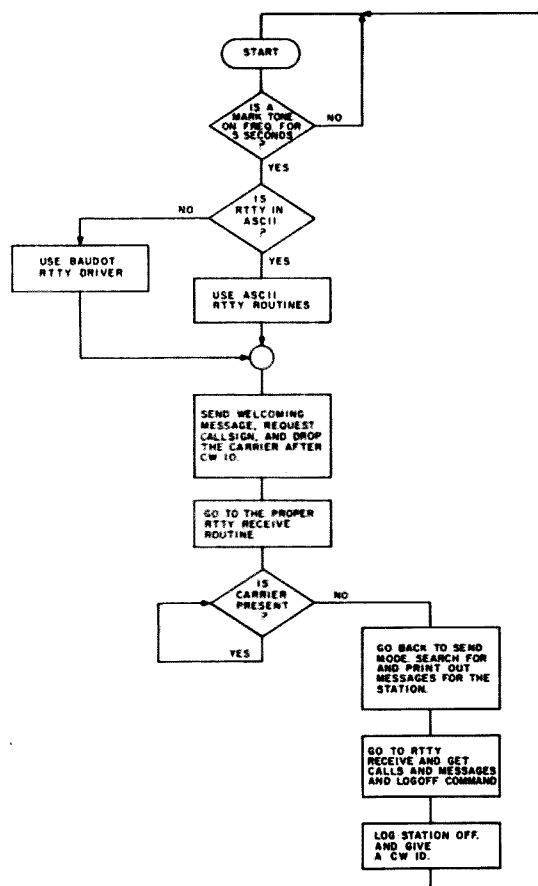 START
IS A
MARK TONE
ON FREQ. FOR
5 SECONDS
?
NO
YES
IS
RTTY IN
ASCII
?
NO
YES
USE BAUDOT
RTTY DRIVER
USE ASCII
RTTY ROUTINES
SEND WELCOMING
MESSAGE, REQUEST
CALLSIGN, AND DROP
THE CARRIER AFTER
CW ID.
GO TO THE PROPER
RTTY RECEIVE
ROUTINE
IS
CARRIER
PRESENT
?
NO
YES
GO BACK TO SEND
MODE. SEARCH FOR
AND PRINT OUT
MESSAGES FOR THE
STATION.
GO TO RTTY
RECEIVE AND GET
CALLS AND MESSAGES
AND LOGOFF COMMAND
LOG STATION OFF,
AND GIVE
A CW ID.